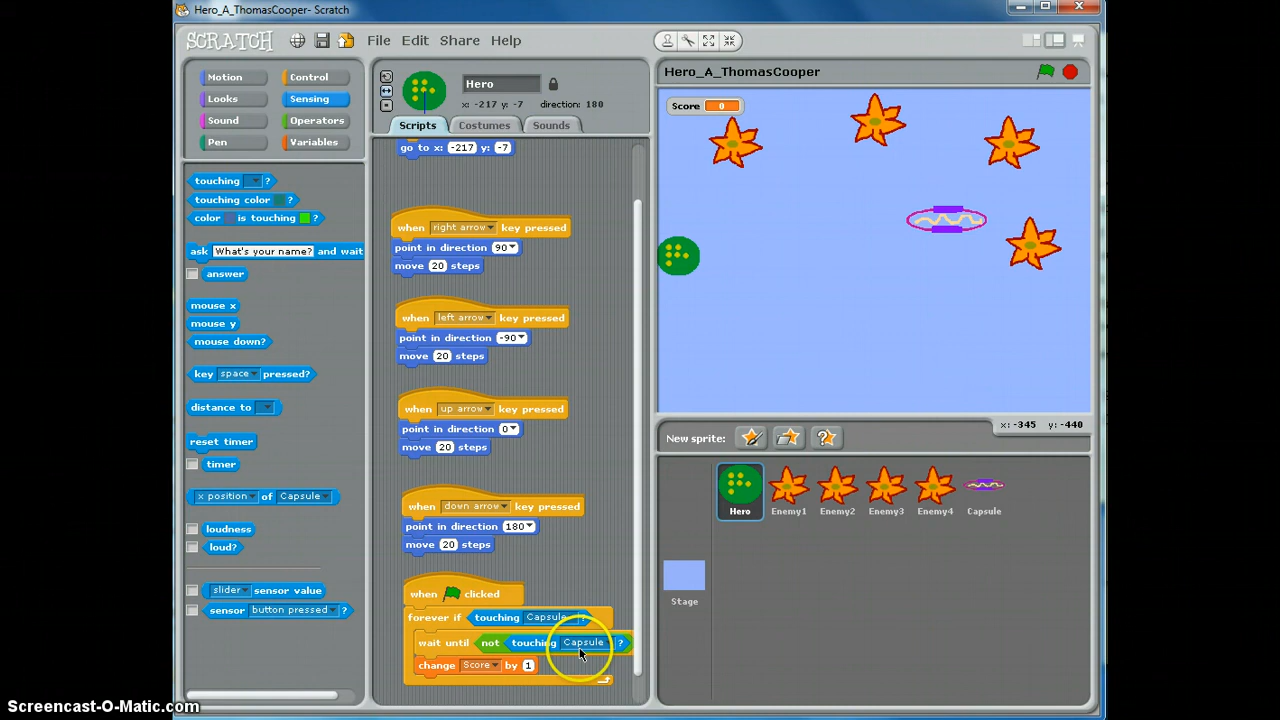 Hero_A_ThomasCooper- Scratch
SCRATCH
File Edit Share Help
Motion Control
Looks Sensing
Sound Operators
Pen Variables
touching ?
touching color ?
color is touching ?
ask What's your name? and wait
answer
mouse x
mouse y
mouse down?
key space pressed?
distance to
reset timer
timer
x position of Capsule
loudness
loud?
slider sensor value
sensor button pressed ?
Hero
x: -217 y: -7 direction: 180
Scripts Costumes Sounds
go to x: -217 y: -7
when right arrow key pressed
point in direction 90
move 20 steps
when left arrow key pressed
point in direction -90
move 20 steps
when up arrow key pressed
point in direction 0
move 20 steps
when down arrow key pressed
point in direction 180
move 20 steps
when clicked
forever if touching Capsule ?
wait until not touching Capsule ?
change Score by 1
Hero_A_ThomasCooper
Score 0
x: -345 y: -440
New sprite:
Hero Enemy1 Enemy2 Enemy3 Enemy4 Capsule
Stage
Screencast-O-Matic.com